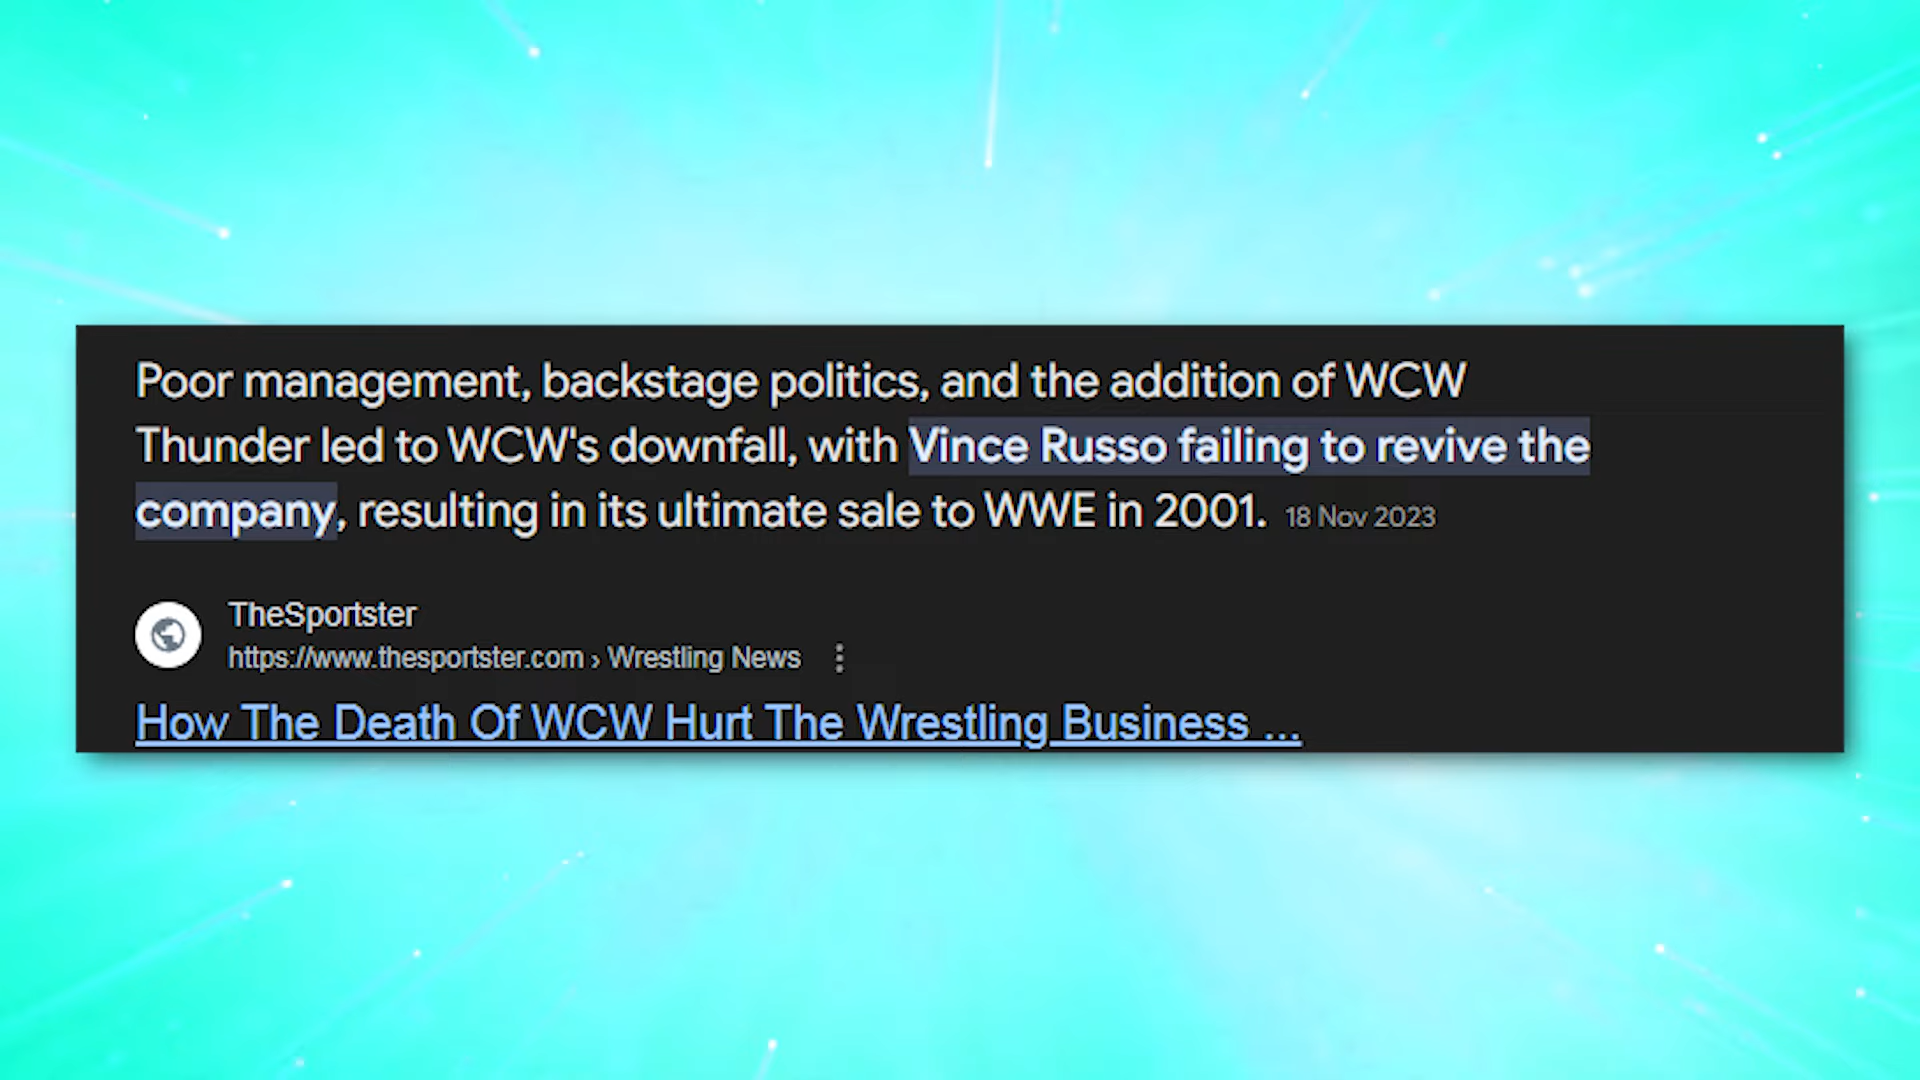 Poor management, backstage politics, and the addition of WCW
Thunder led to WCW's downfall, with Vince Russo failing to revive the
company, resulting in its ultimate sale to WWE in 2001. 18 Nov 2023
TheSportster
https://www.thesportster.com › Wrestling News
How The Death Of WCW Hurt The Wrestling Business ...